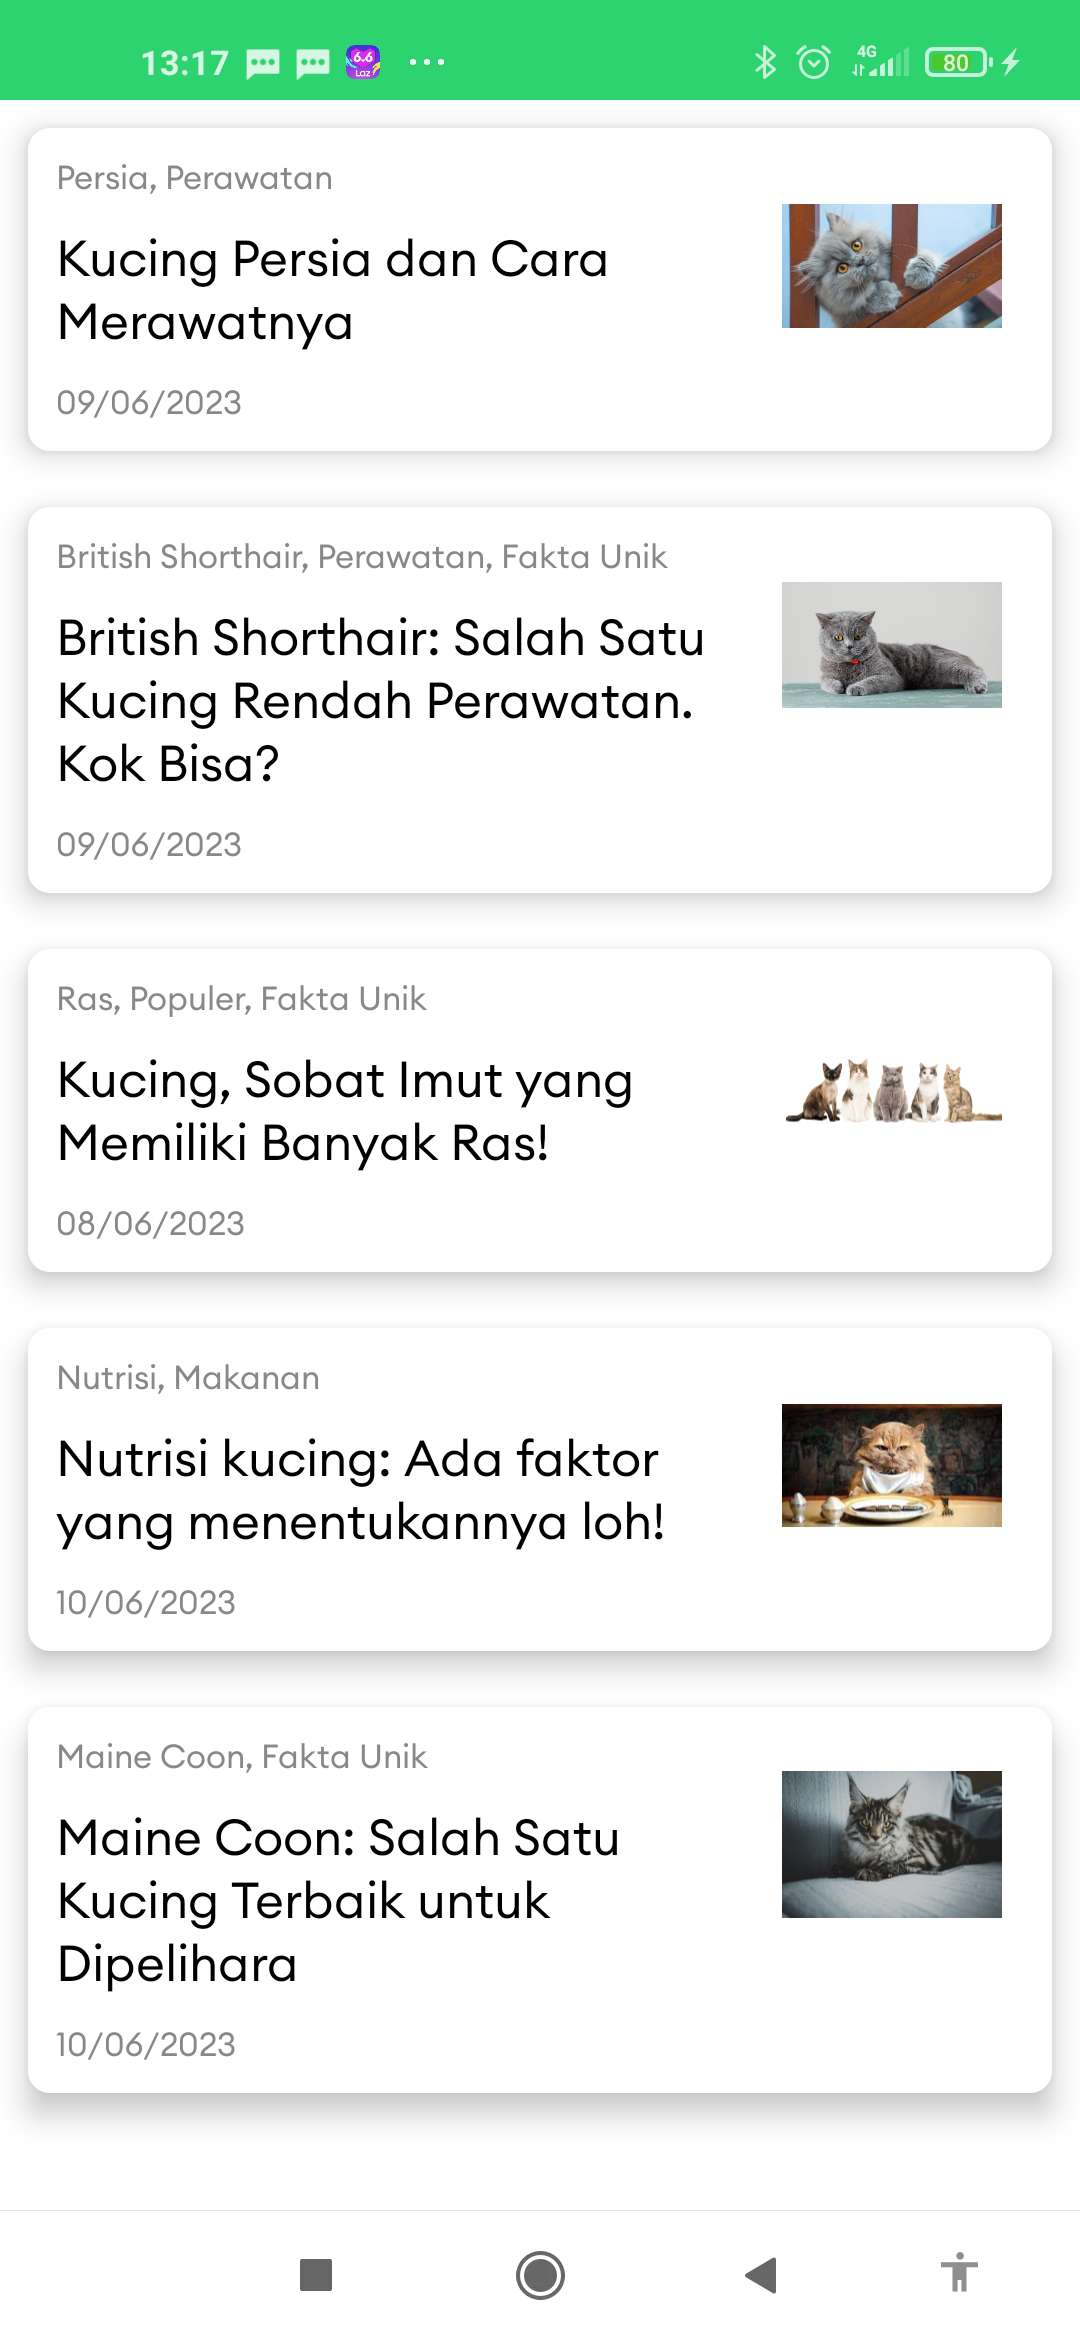 13:17
6.6
Laz
4G
80
Persia, Perawatan
Kucing Persia dan Cara
Merawatnya
09/06/2023
British Shorthair, Perawatan, Fakta Unik
British Shorthair: Salah Satu
Kucing Rendah Perawatan.
Kok Bisa?
09/06/2023
Ras, Populer, Fakta Unik
Kucing, Sobat Imut yang
Memiliki Banyak Ras!
08/06/2023
Nutrisi, Makanan
Nutrisi kucing: Ada faktor
yang menentukannya loh!
10/06/2023
Maine Coon, Fakta Unik
Maine Coon: Salah Satu
Kucing Terbaik untuk
Dipelihara
10/06/2023